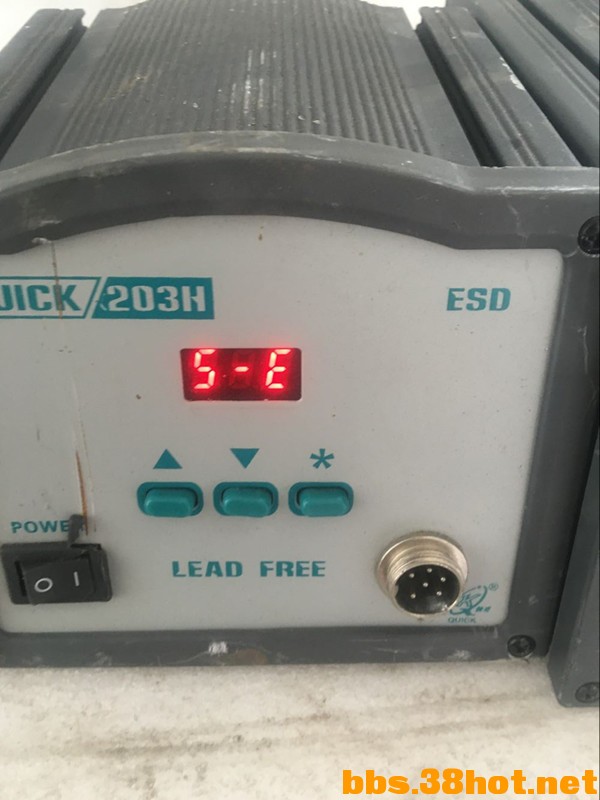 UICK/203H
ESD
S-E
POWER
LEAD FREE
QUICK
bbs.38hot.net